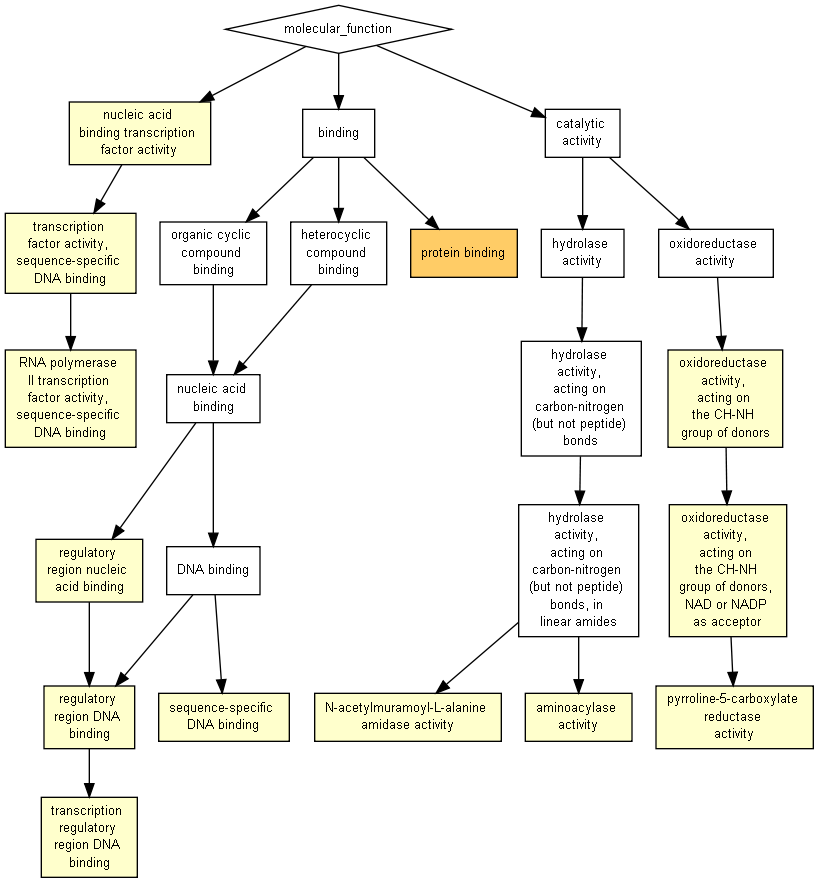 molecular_function
nucleic acid
binding transcription
factor activity
binding
catalytic
activity
transcription
factor activity,
sequence-specific
DNA binding
organic cyclic
compound
binding
heterocyclic
compound
binding
protein binding
hydrolase
activity
oxidoreductase
activity
RNA polymerase
II transcription
factor activity,
sequence-specific
DNA binding
nucleic acid
binding
hydrolase
activity,
acting on
carbon-nitrogen
(but not peptide)
bonds
oxidoreductase
activity,
acting on
the CH-NH
group of donors
regulatory
region nucleic
acid binding
DNA binding
hydrolase
activity,
acting on
carbon-nitrogen
(but not peptide)
bonds, in
linear amides
oxidoreductase
activity,
acting on
the CH-NH
group of donors,
NAD or NADP
as acceptor
regulatory
region DNA
binding
sequence-specific
DNA binding
N-acetylmuramoyl-L-alanine
amidase activity
aminoacylase
activity
pyrroline-5-carboxylate
reductase
activity
transcription
regulatory
region DNA
binding